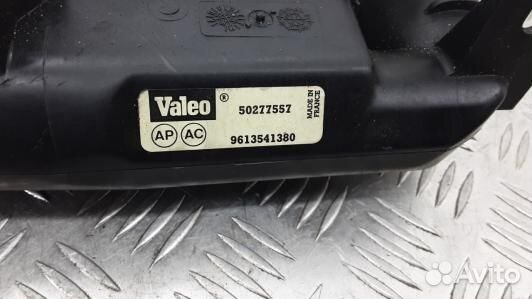 Valeo ® 50277557
MADE IN
FRANCE
AP AC 9613541380
Avito